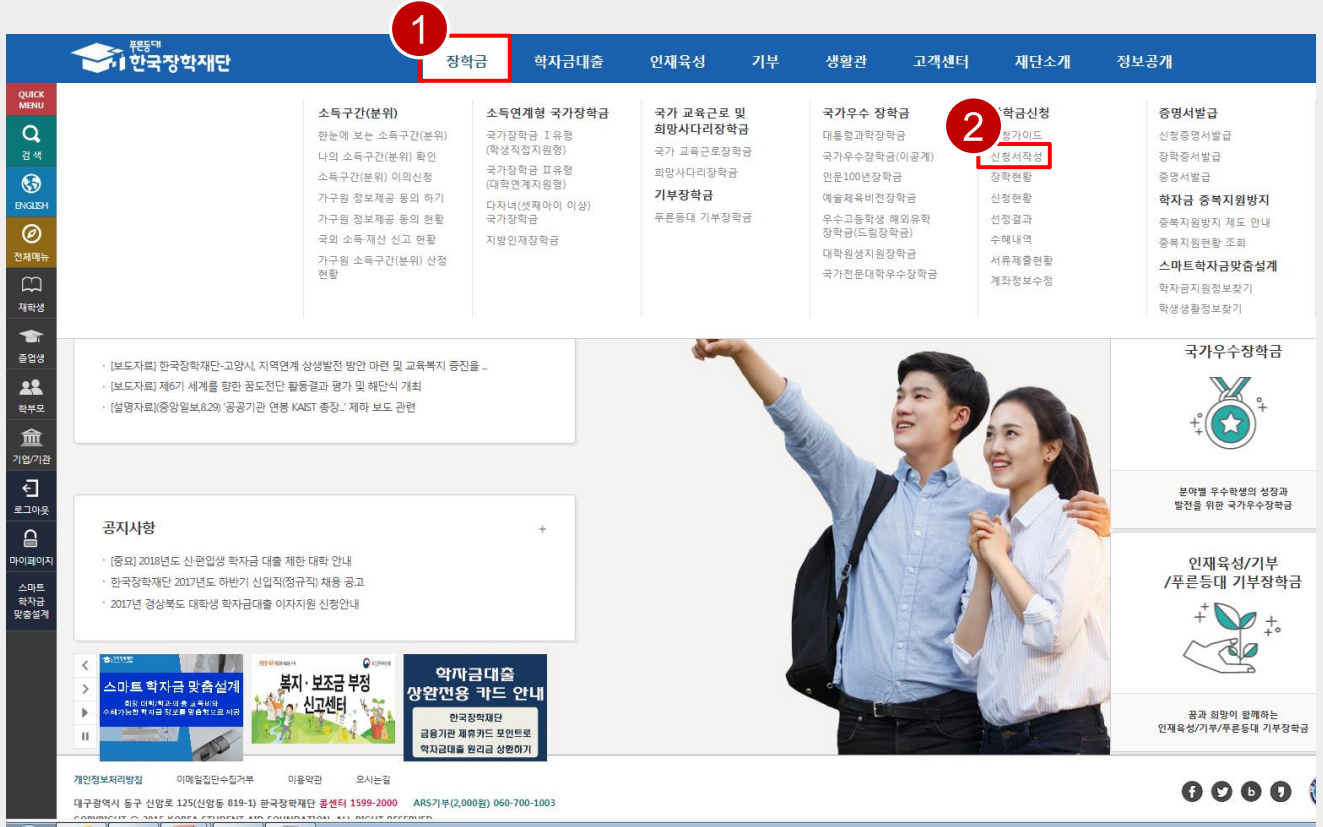 1
푸른등대
한국장학재단
장학금
학자금대출
인재육성
기부
생활관
고객센터
재단소개
정보공개
QUICK
MENU
검색
ENGLISH
전체메뉴
재학생
졸업생
학부모
기업/기관
로그아웃
마이페이지
스마트
학자금
맞춤설계
소득구간(분위)
한눈에 보는 소득구간(분위)
나의 소득구간(분위) 확인
소득구간(분위) 이의신청
가구원 정보제공 동의 하기
가구원 정보제공 동의 현황
국외 소득·재산 신고 현황
가구원 소득구간(분위) 산정
현황
소득연계형 국가장학금
국가장학금 Ⅰ유형
(학생직접지원형)
국가장학금 Ⅱ유형
(대학연계지원형)
다자녀(셋째아이 이상)
국가장학금
지방인재장학금
국가 교육근로 및
희망사다리장학금
국가 교육근로장학금
희망사다리장학금
기부장학금
푸른등대 기부장학금
국가우수 장학금
대통령과학장학금
국가우수장학금(이공계)
인문100년장학금
예술체육비전장학금
우수고등학생 해외유학
장학금(드림장학금)
대학원생지원장학금
국가전문대학우수장학금
2
학금신청
청가이드
신청서작성
장학현황
신청현황
선정결과
수혜내역
서류제출현황
계좌정보수정
증명서발급
신청증명서발급
장학증서발급
증명서발급
학자금 중복지원방지
중복지원방지 제도 안내
중복지원현황 조회
스마트학자금맞춤설계
학자금지원정보찾기
학생생활정보찾기
· [보도자료] 한국장학재단-고양시, 지역연계 상생발전 방안 마련 및 교육복지 증진을 ..
· [보도자료] 제6기 세계를 향한 꿈도전단 활동결과 평가 및 해단식 개최
· [설명자료](중앙일보,8.29) '공공기관 연봉 KAIST 총장..' 제하 보도 관련
공지사항
+
· [중요] 2018년도 신·편입생 학자금 대출 제한 대학 안내
· 한국장학재단 2017년도 하반기 신입직(정규직) 채용 공고
· 2017년 경상북도 대학생 학자금대출 이자지원 신청안내
국가우수장학금
분야별 우수학생의 성장과
발전을 위한 국가우수장학금
인재육성/기부
/푸른등대 기부장학금
꿈과 희망이 함께하는
인재육성/기부/푸른등대 기부장학금
스마트 학자금 맞춤설계
희망 대학/학과의 총 교육비와
수혜가능한 학자금 정보를 맞춤형으로 제공
복지·보조금 부정
신고센터
학자금대출
상환전용 카드 안내
한국장학재단
금융기관 제휴카드 포인트로
학자금대출 원리금 상환하기
개인정보처리방침
이메일집단수집거부
이용약관
오시는길
대구광역시 동구 신암로 125(신암동 819-1) 한국장학재단 콜센터 1599-2000 ARS기부(2,000원) 060-700-1003
COPYRIGHT © 2015 KOREA STUDENT AID FOUNDATION. ALL RIGHT RESERVED